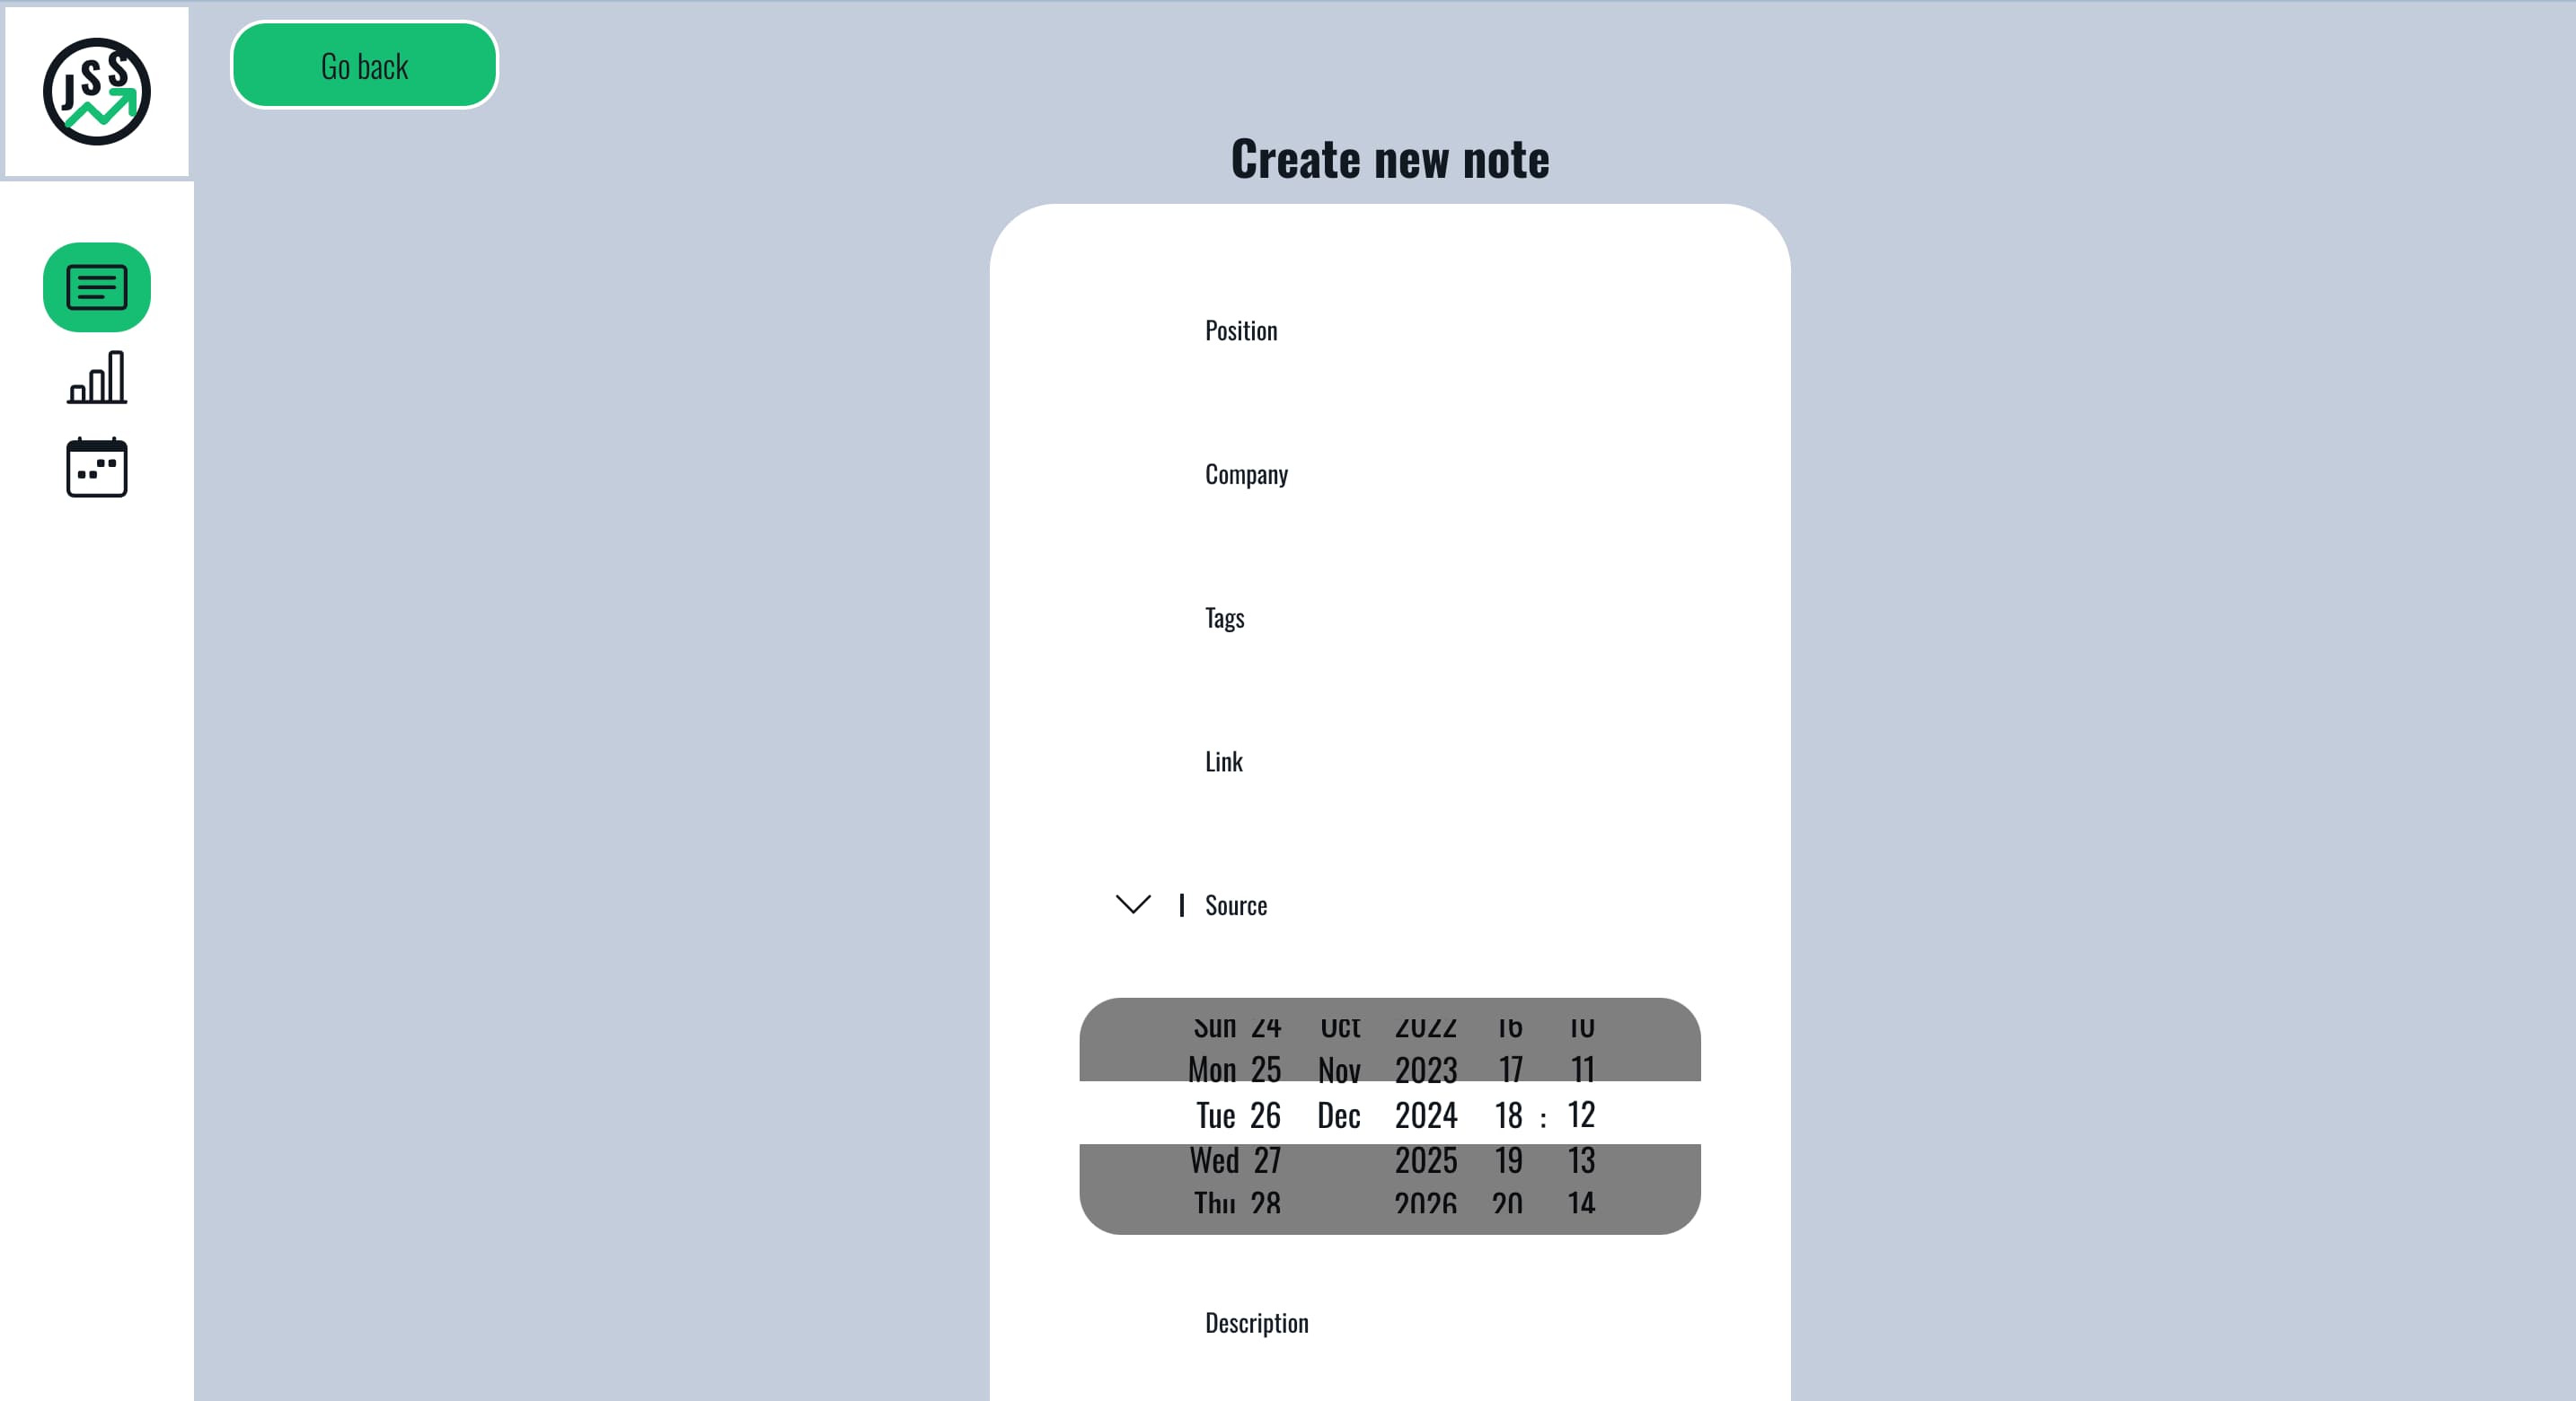 JSS
Go back
Create new note
Position
Company
Tags
Link
Source
Sun 24 Oct 2022 16 10
Mon 25 Nov 2023 17 11
Tue 26 Dec 2024 18 : 12
Wed 27 2025 19 13
Thu 28 2026 20 14
Description